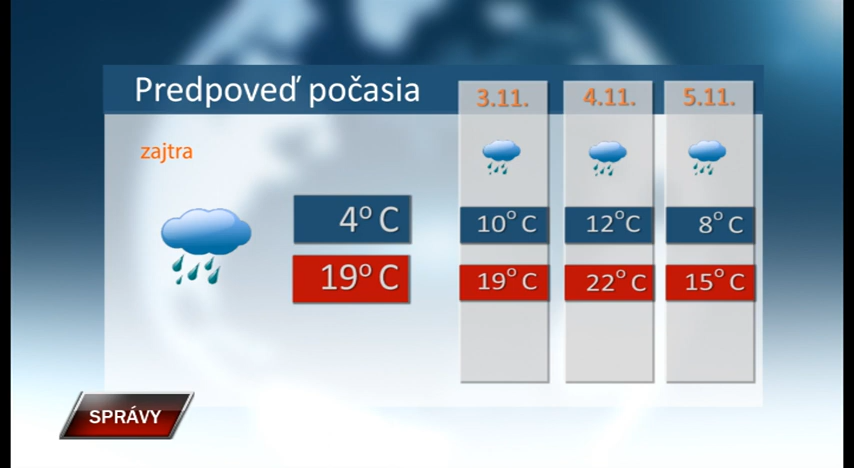 Predpoveď počasia
zajtra
4° C
19° C
3.11.
10° C
19° C
4.11.
12°C
22° C
5.11.
8° C
15° C
SPRÁVY